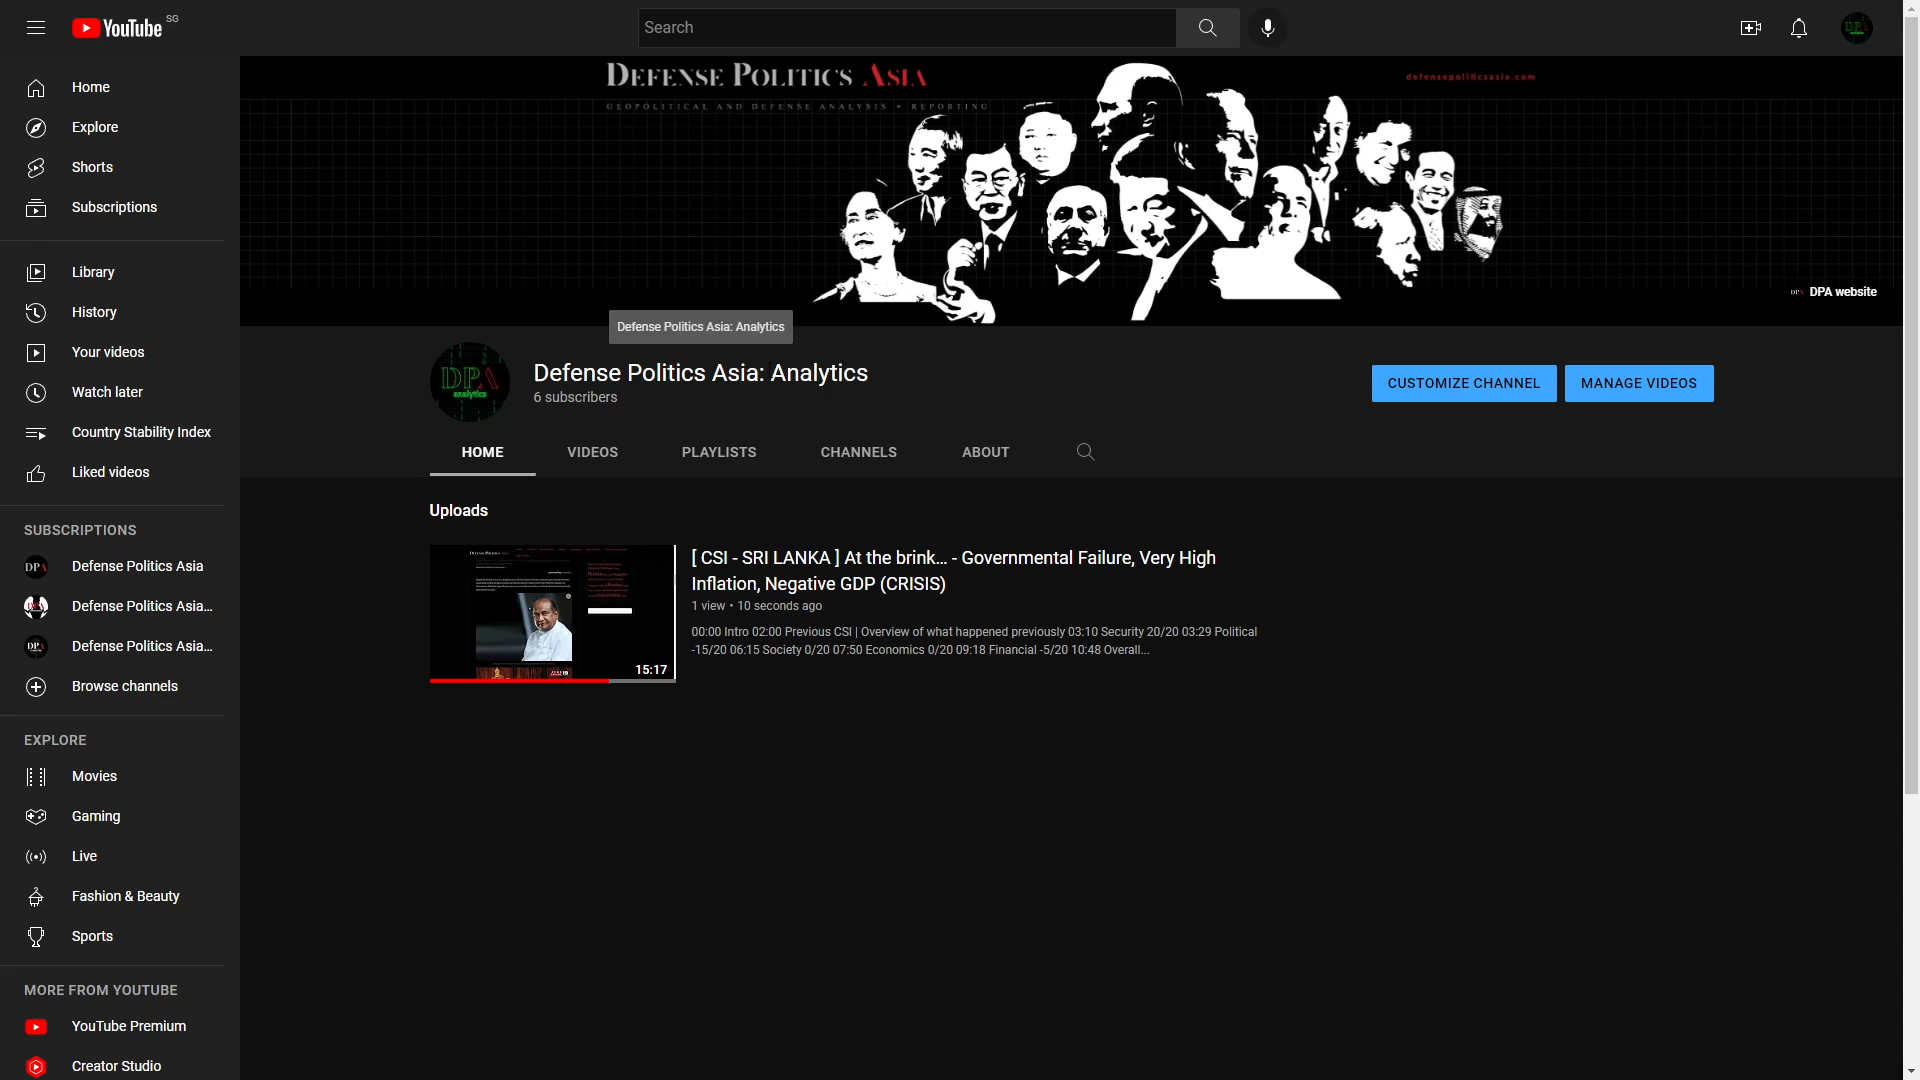 YouTube SG
Search
Home
Explore
Shorts
Subscriptions
Library
History
Your videos
Watch later
Country Stability Index
Liked videos
SUBSCRIPTIONS
Defense Politics Asia
Defense Politics Asia...
Defense Politics Asia...
Browse channels
EXPLORE
Movies
Gaming
Live
Fashion & Beauty
Sports
MORE FROM YOUTUBE
YouTube Premium
Creator Studio
DEFENSE POLITICS ASIA
GEOPOLITICAL AND DEFENSE ANALYSIS + REPORTING
defensepoliticsasia.com
DPA DPA website
Defense Politics Asia: Analytics
DPA
analytics
Defense Politics Asia: Analytics
6 subscribers
CUSTOMIZE CHANNEL
MANAGE VIDEOS
HOME
VIDEOS
PLAYLISTS
CHANNELS
ABOUT
Uploads
15:17
[ CSI - SRI LANKA ] At the brink... - Governmental Failure, Very High
Inflation, Negative GDP (CRISIS)
1 view • 10 seconds ago
00:00 Intro 02:00 Previous CSI | Overview of what happened previously 03:10 Security 20/20 03:29 Political
-15/20 06:15 Society 0/20 07:50 Economics 0/20 09:18 Financial -5/20 10:48 Overall...